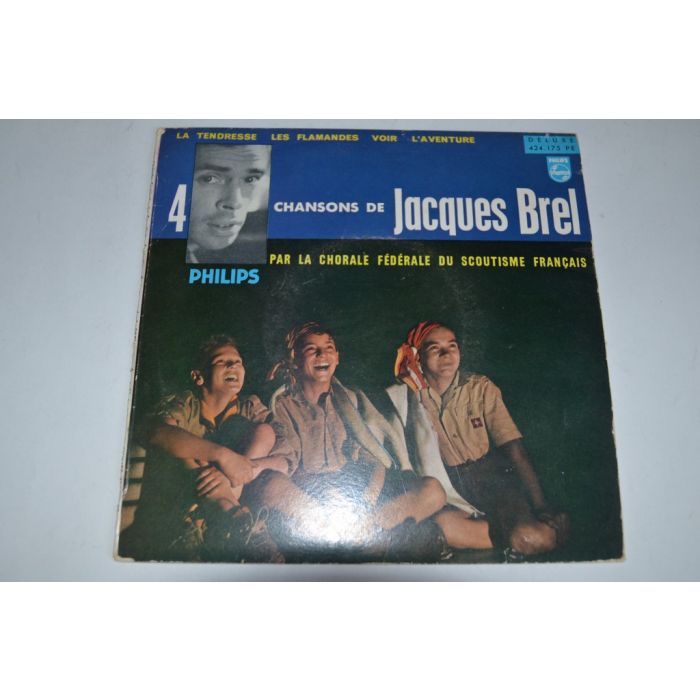 LA TENDRESSE LES FLAMANDES VOIR L'AVENTURE
DELUXE
424.175 PE
PHILIPS
4 CHANSONS DE Jacques Brel
PHILIPS
PAR LA CHORALE FÉDÉRALE DU SCOUTISME FRANÇAIS